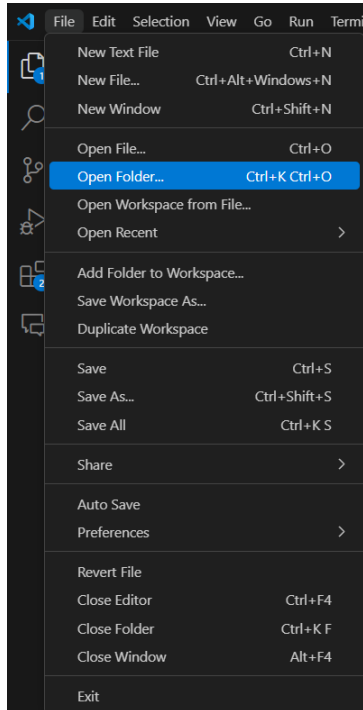 File Edit Selection View Go Run Termi
New Text File Ctrl+N
New File... Ctrl+Alt+Windows+N
New Window Ctrl+Shift+N
Open File... Ctrl+O
Open Folder... Ctrl+K Ctrl+O
Open Workspace from File...
Open Recent
Add Folder to Workspace...
Save Workspace As...
Duplicate Workspace
Save Ctrl+S
Save As... Ctrl+Shift+S
Save All Ctrl+K S
Share
Auto Save
Preferences
Revert File
Close Editor Ctrl+F4
Close Folder Ctrl+K F
Close Window Alt+F4
Exit
1
2